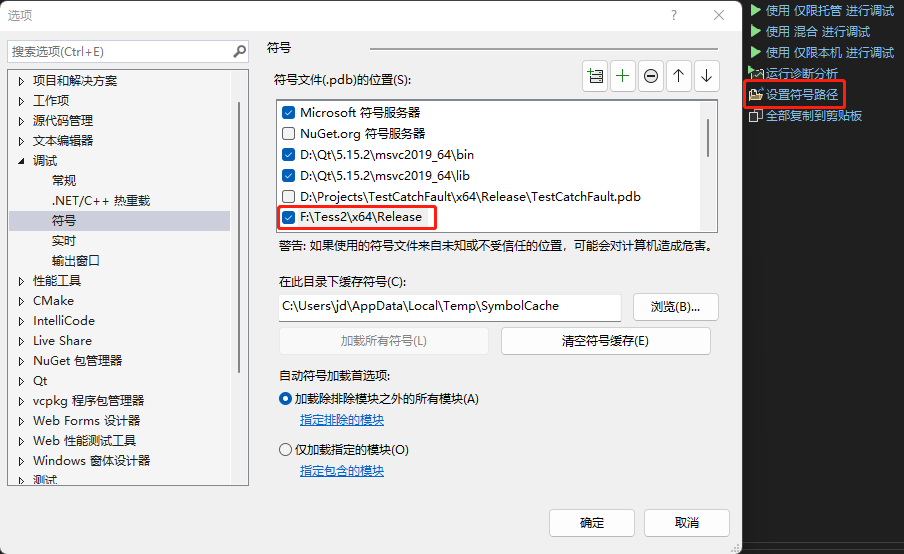 选项
搜索选项(Ctrl+E)
项目和解决方案
工作项
源代码管理
文本编辑器
调试
常规
.NET/C++ 热重载
符号
实时
输出窗口
性能工具
CMake
IntelliCode
Live Share
NuGet 包管理器
Qt
vcpkg 程序包管理器
Web Forms 设计器
Web 性能测试工具
Windows 窗体设计器
测试
符号
符号文件(.pdb)的位置(S):
Microsoft 符号服务器
NuGet.org 符号服务器
D:\Qt\5.15.2\msvc2019_64\bin
D:\Qt\5.15.2\msvc2019_64\lib
D:\Projects\TestCatchFault\x64\Release\TestCatchFault.pdb
F:\Tess2\x64\Release
警告: 如果使用的符号文件来自未知或不受信任的位置，可能会对计算机造成危害。
在此目录下缓存符号(C):
C:\Users\jd\AppData\Local\Temp\SymbolCache
浏览(B)...
加载所有符号(L)
清空符号缓存(E)
自动符号加载首选项:
加载除排除模块之外的所有模块(A)
指定排除的模块
仅加载指定的模块(O)
指定包含的模块
确定
取消
使用 仅限托管 进行调试
使用 混合 进行调试
使用 仅限本机 进行调试
运行诊断分析
设置符号路径
全部复制到剪贴板